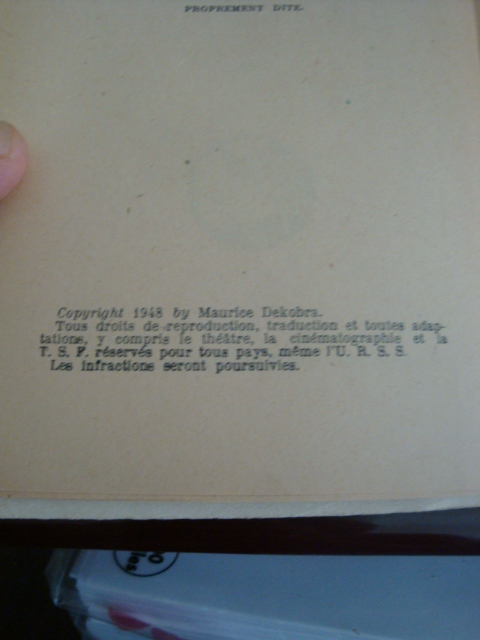 PROPREMENT DITE.
Copyright 1948 by Maurice Dekobra.
Tous droits de reproduction, traduction et toutes adap-
tations, y compris le théâtre, la cinématographie et la
T. S. F. réservés pour tous pays, même l'U. R. S. S.
Les infractions seront poursuivies.